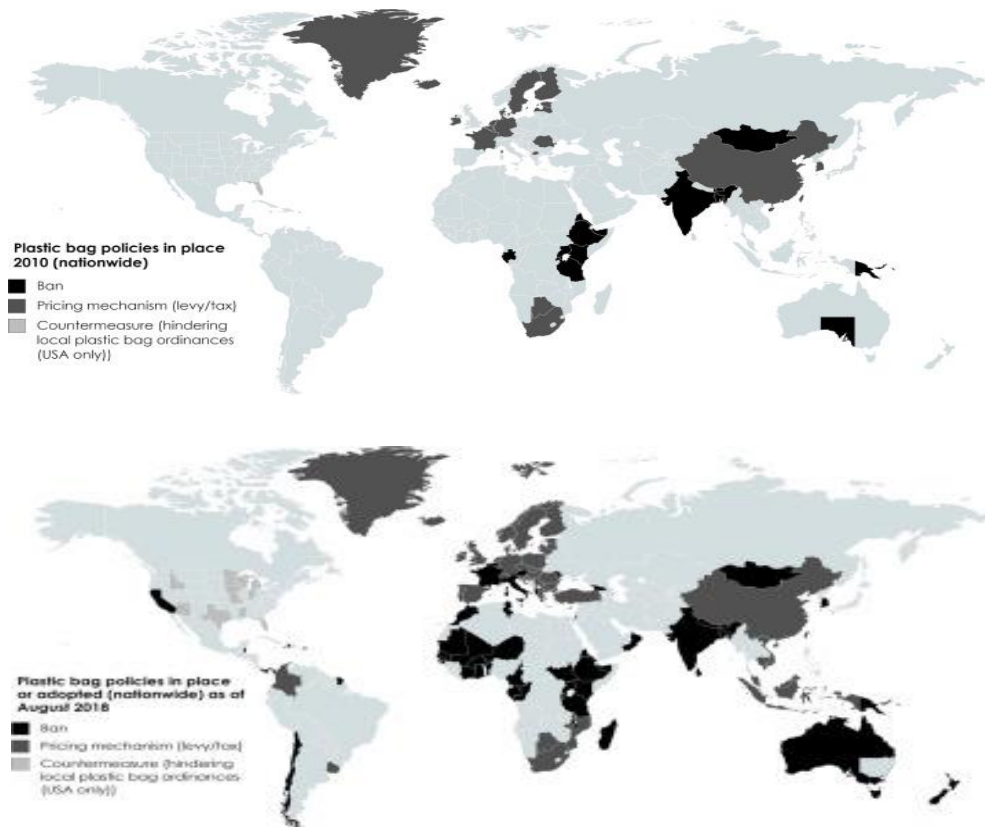 Plastic bag policies in place
2010 (nationwide)
Ban
Pricing mechanism (levy/tax)
Countermeasure (hindering
local plastic bag ordinances
(USA only))
Plastic bag policies in place
or adopted (nationwide) as of
August 2018
Ban
Pricing mechanism (levy/tax)
Countermeasure (hindering
local plastic bag ordinances
(USA only))